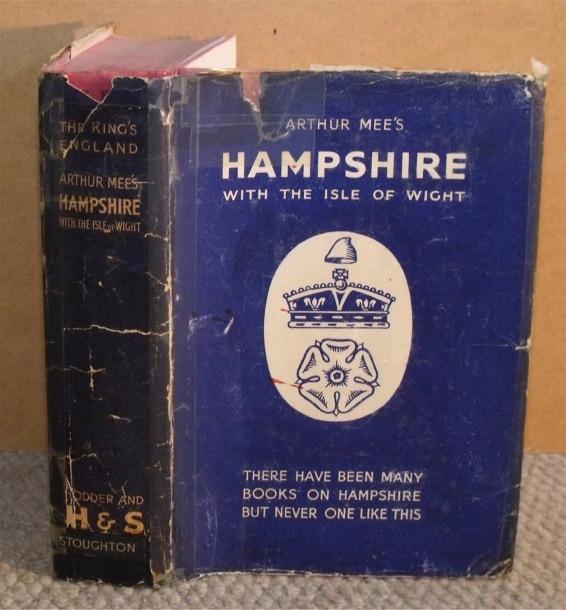 THE KING'S
ENGLAND
ARTHUR MEE'S
HAMPSHIRE
WITH THE ISLE OF WIGHT
HODDER AND
H & S
STOUGHTON
ARTHUR MEE'S
HAMPSHIRE
WITH THE ISLE OF WIGHT
THERE HAVE BEEN MANY
BOOKS ON HAMPSHIRE
BUT NEVER ONE LIKE THIS